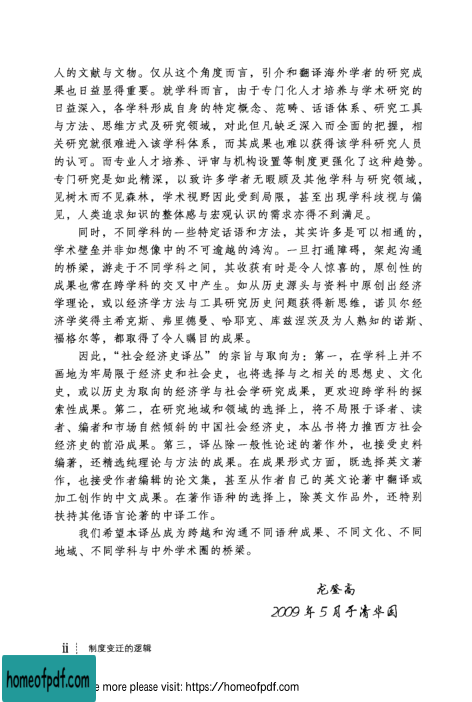 人的文献与文物。仅从这个角度而言，引介和翻译海外学者的研究成
果也日益显得重要。就学科而言，由于专门化人才培养与学术研究的
日益深入，各学科形成自身的特定概念、范畴、话语体系、研究工具
与方法、思维方式及研究领域，对此但凡缺乏深入而全面的把握，相
关研究就很难进入该学科体系，而其成果也难以获得该学科研究人员
的认可。而专业人才培养、评审与机构设置等制度更强化了这种趋势。
专门研究是如此精深，以致许多学者无暇顾及其他学科与研究领域，
见树木而不见森林，学术视野因此受到局限，甚至出现学科歧视与偏
见，人类追求知识的整体感与宏观认识的需求亦得不到满足。
同时，不同学科的一些特定话语和方法，其实许多是可以相通的，
学术壁垒并非如想像中的不可逾越的鸿沟。一旦打通障碍，架起沟通
的桥梁，游走于不同学科之间，其收获有时是令人惊喜的，原创性的
成果也常在跨学科的交叉中产生。如从历史源头与资料中原创出经济
学理论，或以经济学方法与工具研究历史问题获得新思维，诺贝尔经
济学奖得主希克斯、弗里德曼、哈耶克、库兹涅茨及为人熟知的诺斯、
福格尔等，都取得了令人瞩目的成果。
因此，“社会经济史译丛”的宗旨与取向为：第一，在学科上并不
画地为牢局限于经济史和社会史，也将选择与之相关的思想史、文化
史，或以历史为取向的经济学与社会学研究成果，更欢迎跨学科的探
索性成果。第二，在研究地域和领域的选择上，将不局限于译者、读
者、编者和市场自然倾斜的中国社会经济史，本丛书将力推西方社会
经济史的前沿成果。第三，译丛除一般性论述的著作外，也接受史料
编著，还精选纯理论与方法的成果。在成果形式方面，既选择英文著
作，也接受作者编辑的论文集，甚至从作者自己的英文论著中翻译或
加工创作的中文成果。在著作语种的选择上，除英文作品外，还特别
扶持其他语言论著的中译工作。
我们希望本译丛成为跨越和沟通不同语种成果、不同文化、不同
地域、不同学科与中外学术圈的桥梁。
龙登高
2009年5月于清华园
ii 制度变迁的逻辑
homeofpdf.com
e more please visit: https://homeofpdf.com